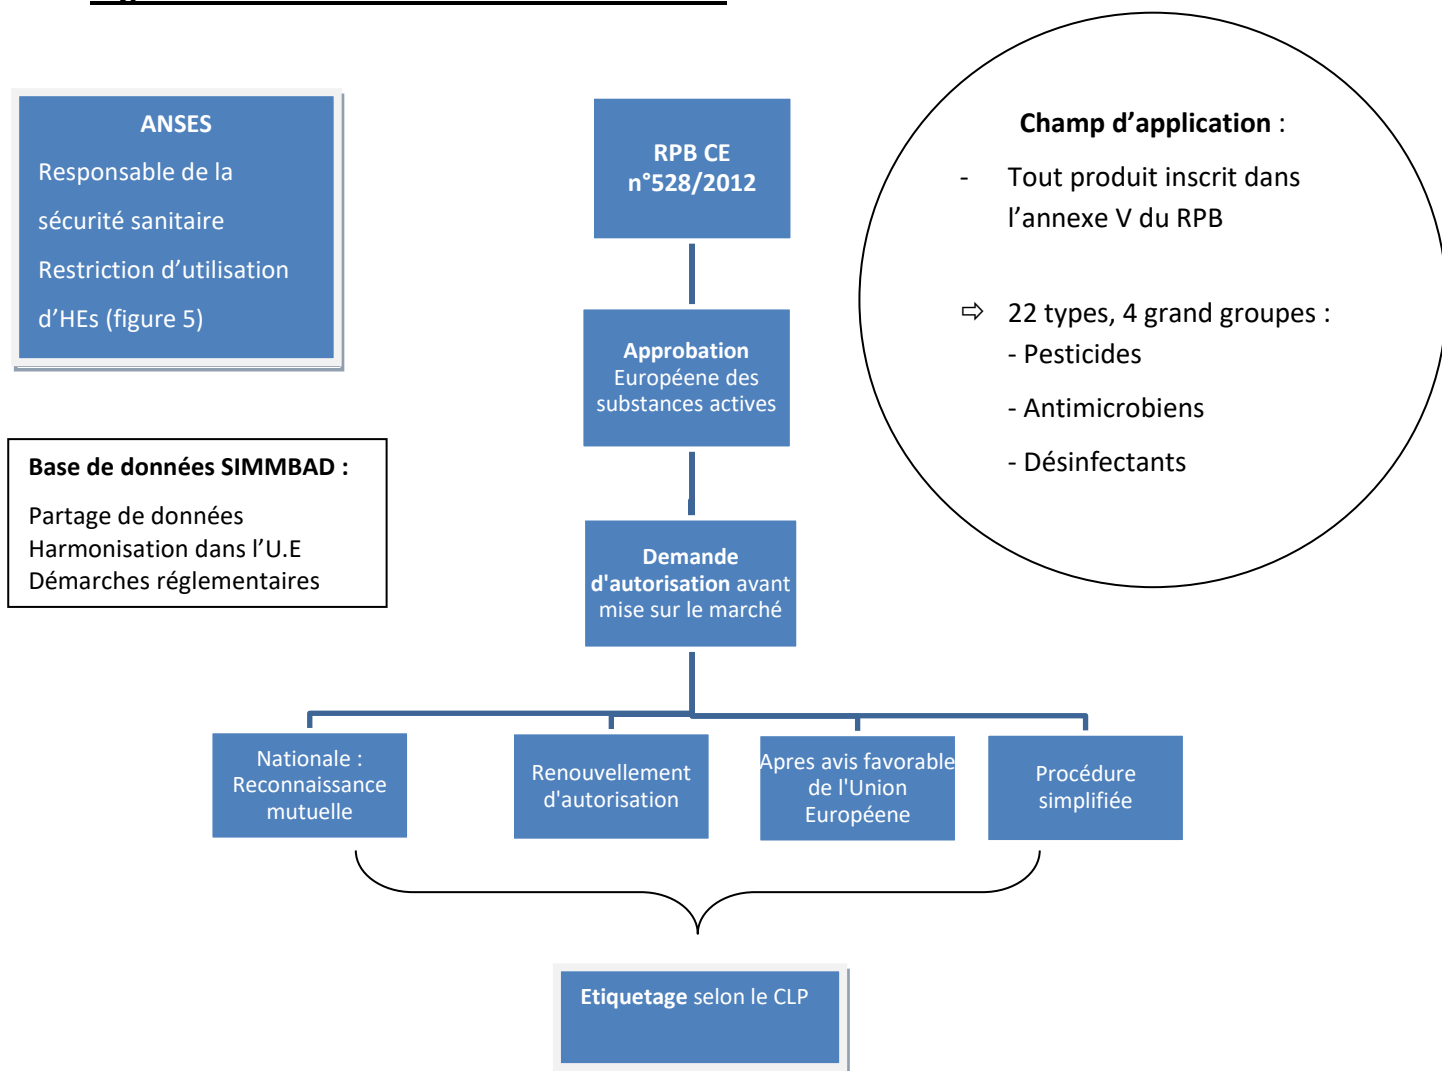 ANSES
Responsable de la
sécurité sanitaire
Restriction d’utilisation
d’HEs (figure 5)
Base de données SIMMBAD :
Partage de données
Harmonisation dans l’U.E
Démarches réglementaires
RPB CE
n°528/2012
Approbation
Européene des
substances actives
Demande
d'autorisation avant
mise sur le marché
Champ d’application :
- Tout produit inscrit dans
l’annexe V du RPB
⇨ 22 types, 4 grand groupes :
- Pesticides
- Antimicrobiens
- Désinfectants
Nationale :
Reconnaissance
mutuelle
Renouvellement
d'autorisation
Apres avis favorable
de l'Union
Européene
Procédure
simplifiée
Etiquetage selon le CLP